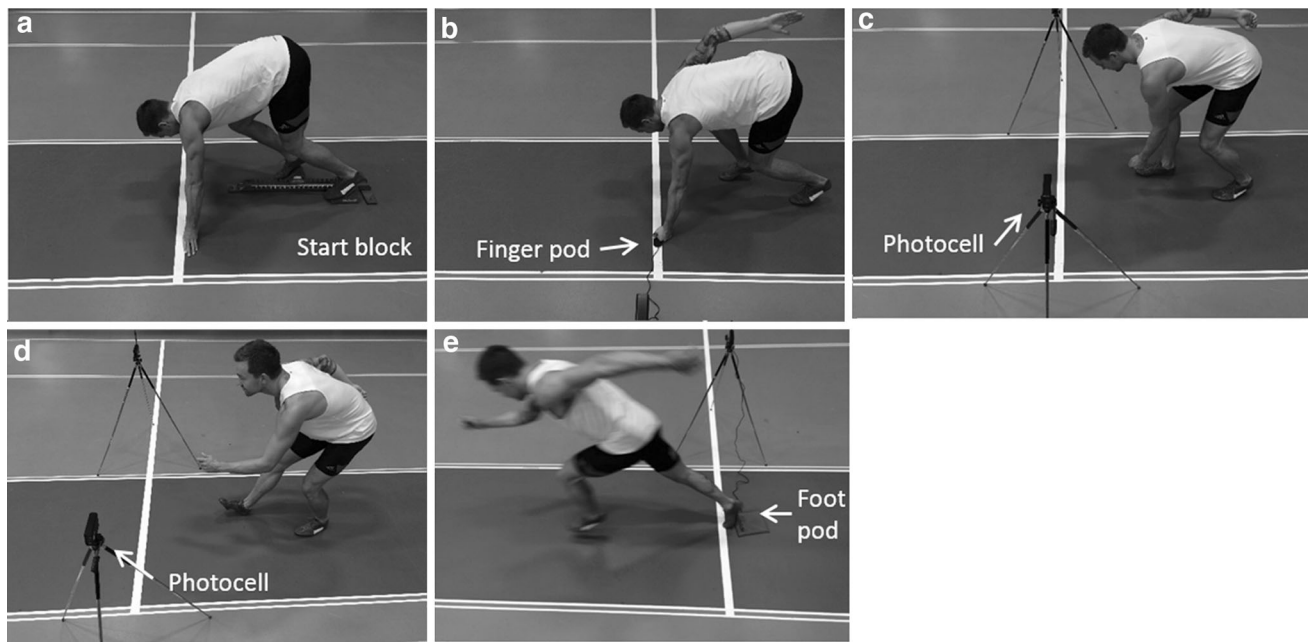 a
Start block
b
Finger pod
c
Photocell
d
Photocell
e
Foot
pod